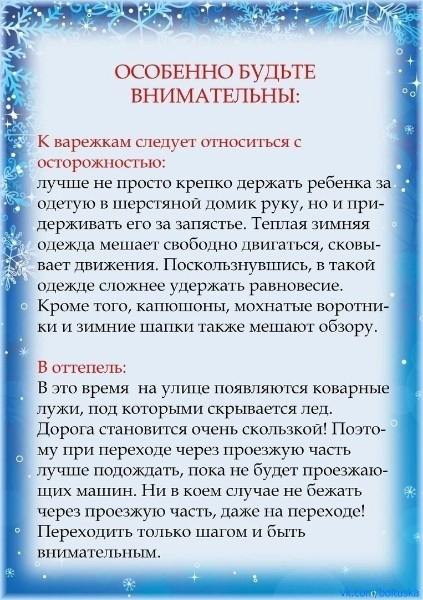 ОСОБЕННО БУДЬТЕ
ВНИМАТЕЛЬНЫ:
К варежкам следует относиться с
осторожностью:
лучше не просто крепко держать ребенка за
одетую в шерстяной домик руку, но и при-
держивать его за запястье. Теплая зимняя
одежда мешает свободно двигаться, сковы-
вает движения. Поскользнувшись, в такой
одежде сложнее удержать равновесие.
Кроме того, капюшоны, мохнатые воротни-
ки и зимние шапки также мешают обзору.
В оттепель:
В это время на улице появляются коварные
лужи, под которыми скрывается лед.
Дорога становится очень скользкой! Поэто-
му при переходе через проезжую часть
лучше подождать, пока не будет проезжаю-
щих машин. Ни в коем случае не бежать
через проезжую часть, даже на переходе!
Переходить только шагом и быть
внимательным.
vk.com/boltuska